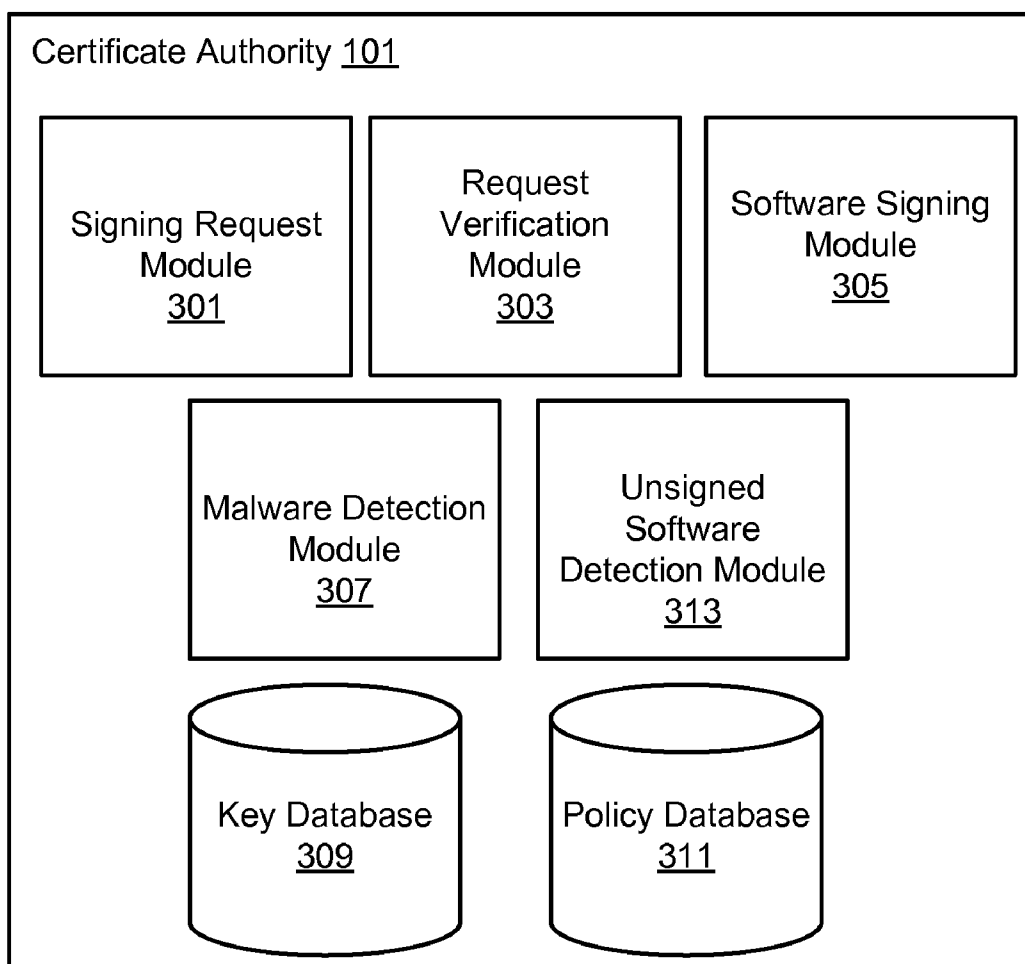 Certificate Authority 101
Signing Request
Module
301
Request
Verification
Module
303
Software Signing
Module
305
Malware Detection
Module
307
Unsigned
Software
Detection Module
313
Key Database
309
Policy Database
311